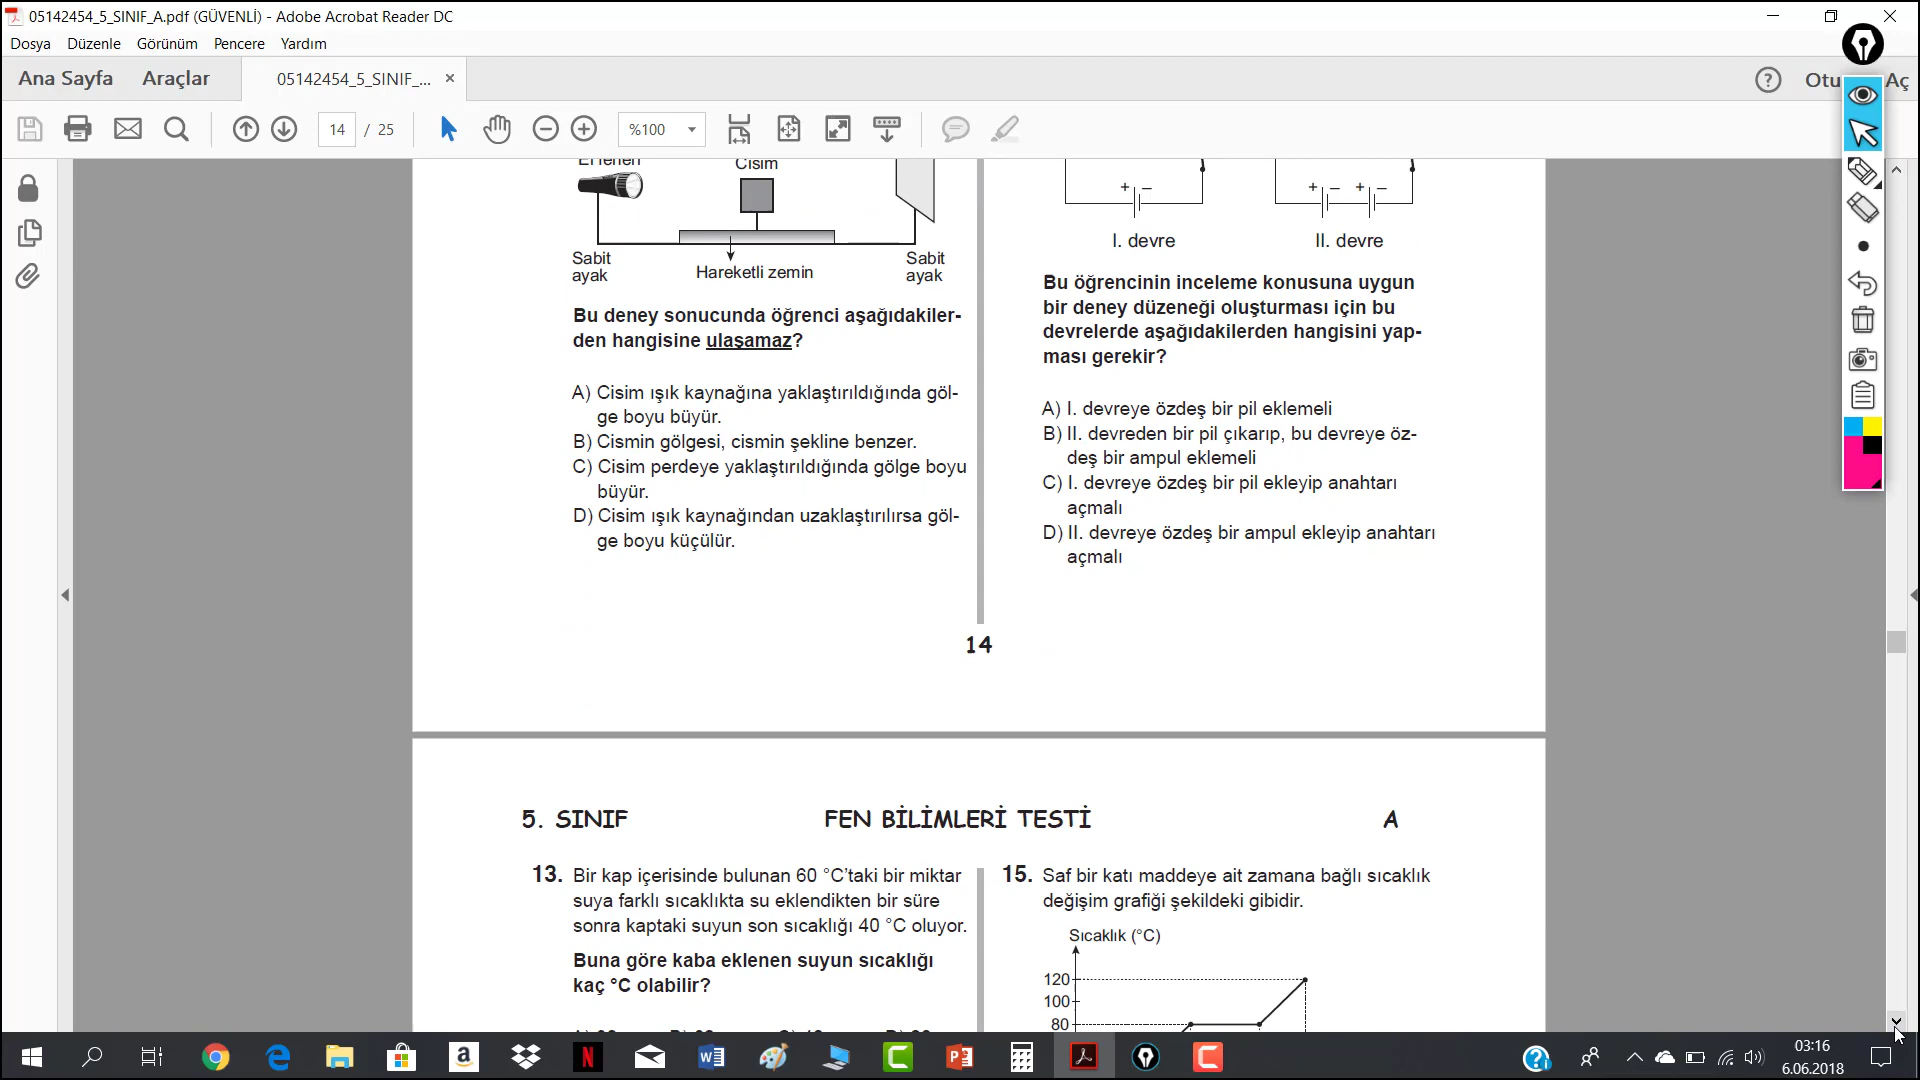 05142454_5_SINIF_A.pdf (GÜVENLİ) - Adobe Acrobat Reader DC
Dosya Düzenle Görünüm Pencere Yardım
Ana Sayfa Araçlar 05142454_5_SINIF_... × ? Otu Aç
14 / 25 %100
Cisim
Sabit
ayak
Hareketli zemin
Sabit
ayak
Bu deney sonucunda öğrenci aşağıdakiler-
den hangisine ulaşamaz?
A) Cisim ışık kaynağına yaklaştırıldığında göl-
ge boyu büyür.
B) Cismin gölgesi, cismin şekline benzer.
C) Cisim perdeye yaklaştırıldığında gölge boyu
büyür.
D) Cisim ışık kaynağından uzaklaştırılırsa göl-
ge boyu küçülür.
+ – + – + –
I. devre II. devre
Bu öğrencinin inceleme konusuna uygun
bir deney düzeneği oluşturması için bu
devrelerde aşağıdakilerden hangisini yap-
ması gerekir?
A) I. devreye özdeş bir pil eklemeli
B) II. devreden bir pil çıkarıp, bu devreye öz-
deş bir ampul eklemeli
C) I. devreye özdeş bir pil ekleyip anahtarı
açmalı
D) II. devreye özdeş bir ampul ekleyip anahtarı
açmalı
14
5. SINIF FEN BİLİMLERİ TESTİ A
13. Bir kap içerisinde bulunan 60 °C'taki bir miktar
suya farklı sıcaklıkta su eklendikten bir süre
sonra kaptaki suyun son sıcaklığı 40 °C oluyor.
Buna göre kaba eklenen suyun sıcaklığı
kaç °C olabilir?
15. Saf bir katı maddeye ait zamana bağlı sıcaklık
değişim grafiği şekildeki gibidir.
Sıcaklık (°C)
120
100
80
03:16
6.06.2018